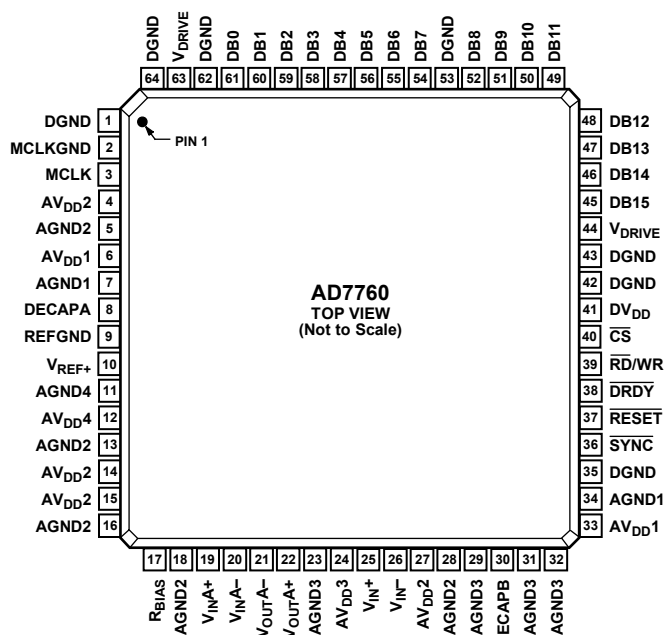 DGND VDRIVE DGND DB0 DB1 DB2 DB3 DB4 DB5 DB6 DB7 DGND DB8 DB9 DB10 DB11
64 63 62 61 60 59 58 57 56 55 54 53 52 51 50 49
DGND 1
MCLKGND 2
MCLK 3
AVDD2 4
AGND2 5
AVDD1 6
AGND1 7
DECAPA 8
REFGND 9
VREF+ 10
AGND4 11
AVDD4 12
AGND2 13
AVDD2 14
AVDD2 15
AGND2 16
PIN 1
AD7760
TOP VIEW
(Not to Scale)
48 DB12
47 DB13
46 DB14
45 DB15
44 VDRIVE
43 DGND
42 DGND
41 DVDD
40 C̅S̅
39 R̅D̅/WR
38 D̅R̅D̅Y̅
37 R̅E̅S̅E̅T̅
36 S̅Y̅N̅C̅
35 DGND
34 AGND1
33 AVDD1
17 18 19 20 21 22 23 24 25 26 27 28 29 30 31 32
RBIAS AGND2 VINA+ VINA– VOUTA– VOUTA+ AGND3 AVDD3 VIN+ VIN– AVDD2 AGND2 AGND3 ECAPB AGND3 AGND3